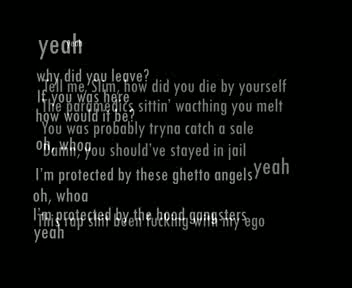 yeah
yeah
why did you leave?
Tell me, Slim, how did you die by yourself
If you was here
The paramedics sittin' wacthing you melt
how would it be?
You was probably tryna catch a sale
oh, whoa
Damn, you should've stayed in jail
yeah
I'm protected by these ghetto angels
oh, whoa
I'm protected by the hood gangsters
This rap shit been fucking with my ego
yeah